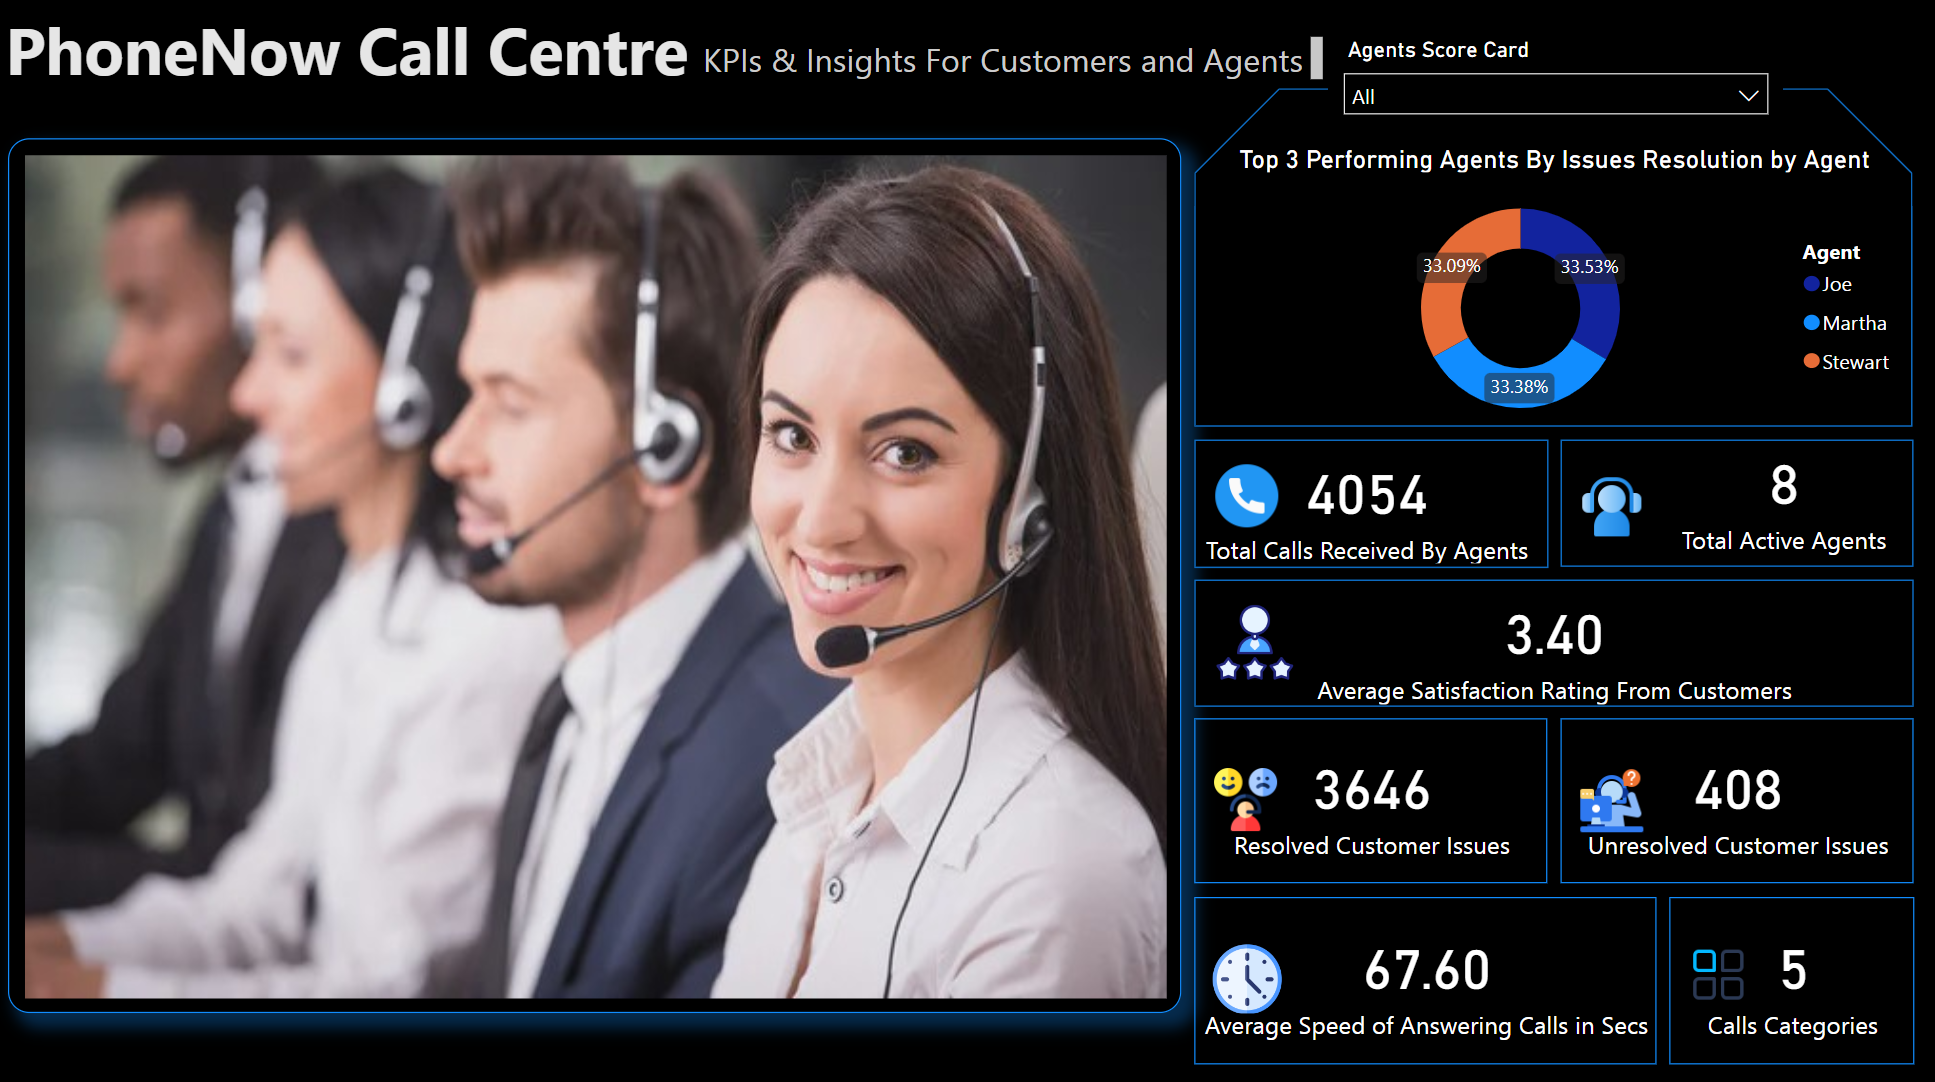 PhoneNow Call Centre KPIs & Insights For Customers and Agents
Agents Score Card
All
Top 3 Performing Agents By Issues Resolution by Agent
33.09%
33.53%
33.38%
Agent
Joe
Martha
Stewart
4054
Total Calls Received By Agents
8
Total Active Agents
3.40
Average Satisfaction Rating From Customers
3646
Resolved Customer Issues
?
408
Unresolved Customer Issues
67.60
Average Speed of Answering Calls in Secs
5
Calls Categories